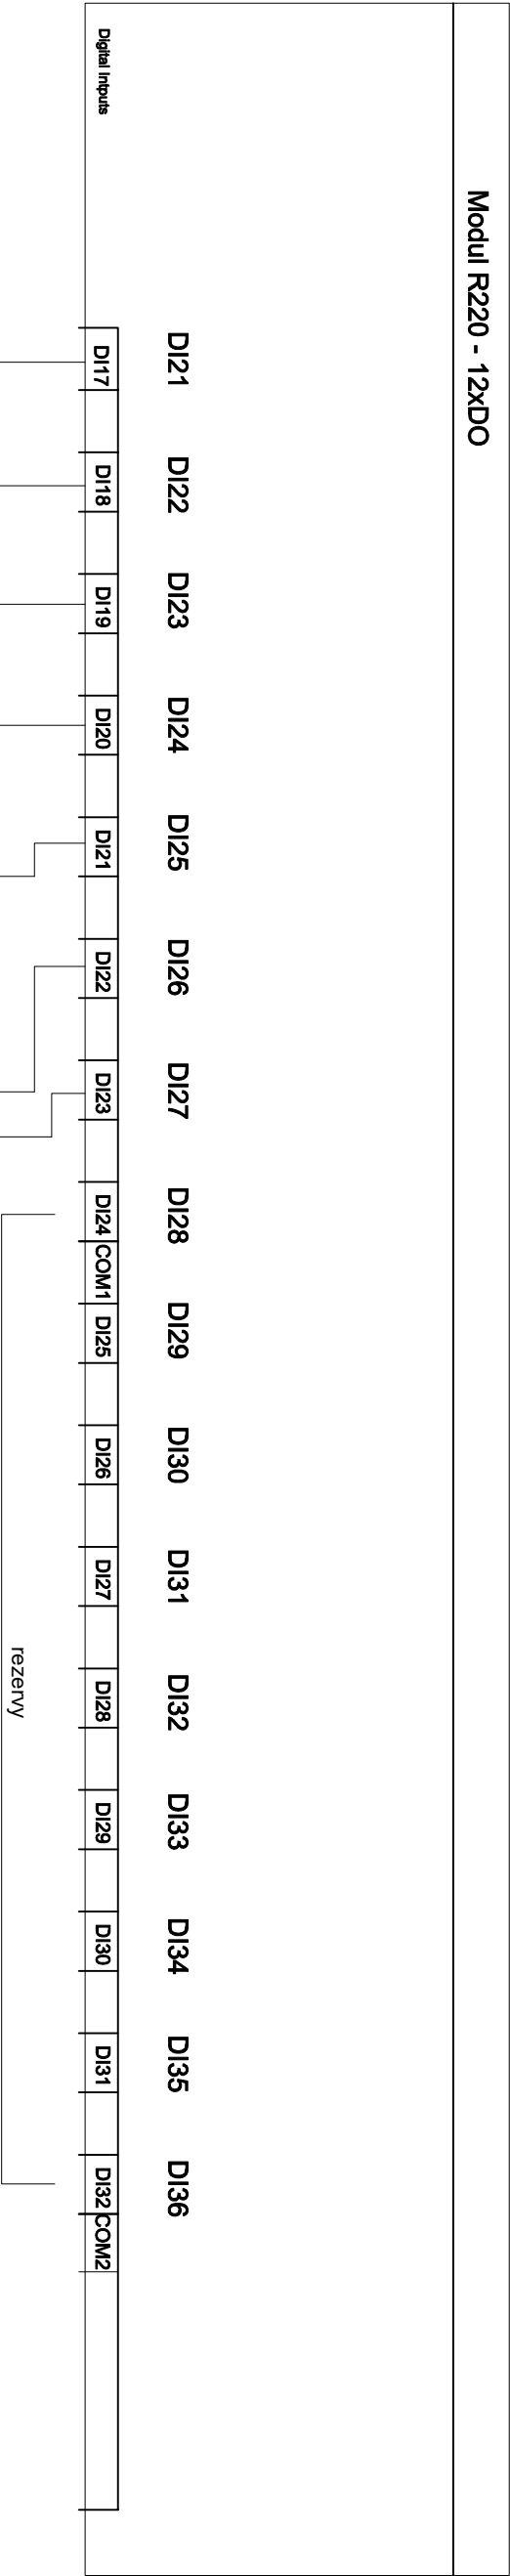 Modul R220 - 12xDO
DI21 DI22 DI23 DI24 DI25 DI26 DI27 DI28 DI29 DI30 DI31 DI32 DI33 DI34 DI35 DI36
Digital Intputs
DI17 DI18 DI19 DI20 DI21 DI22 DI23 DI24 COM1 DI25 DI26 DI27 DI28 DI29 DI30 DI31 DI32 COM2
rezervy